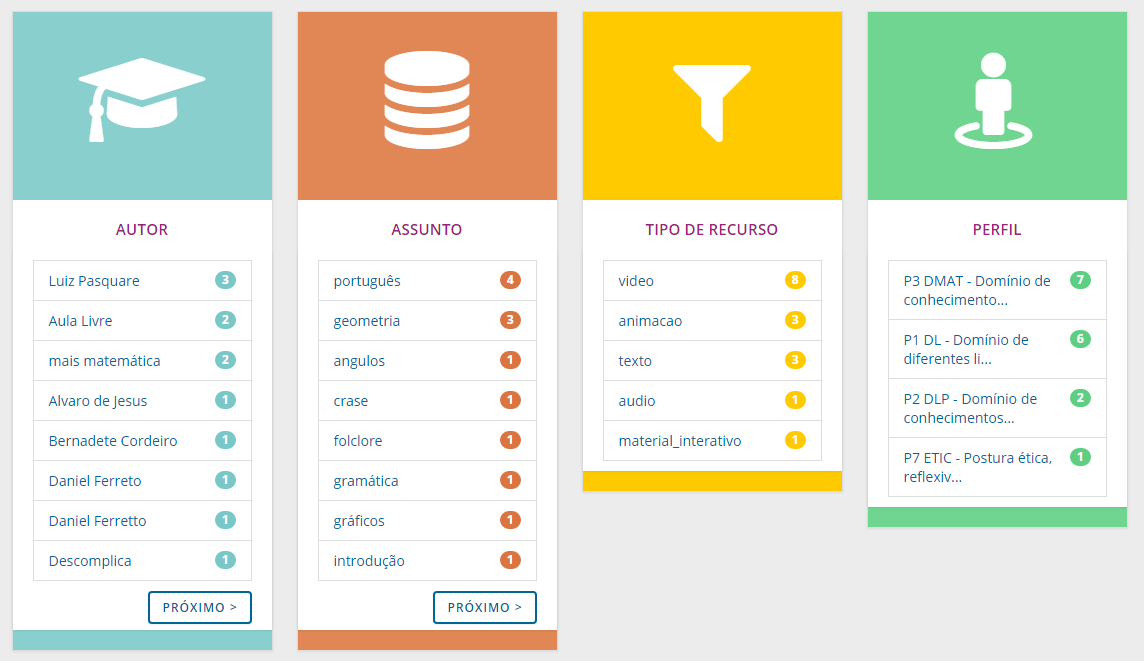 AUTOR
Luiz Pasquare 3
Aula Livre 2
mais matemática 2
Alvaro de Jesus 1
Bernadete Cordeiro 1
Daniel Ferreto 1
Daniel Ferretto 1
Descomplica 1
PRÓXIMO >
ASSUNTO
português 4
geometria 3
angulos 1
crase 1
folclore 1
gramática 1
gráficos 1
introdução 1
PRÓXIMO >
TIPO DE RECURSO
video 8
animacao 3
texto 3
audio 1
material_interativo 1
PERFIL
P3 DMAT - Domínio de 7
conhecimento...
P1 DL - Domínio de 6
diferentes li...
P2 DLP - Domínio de 2
conhecimentos...
P7 ETIC - Postura ética, 1
reflexiv...